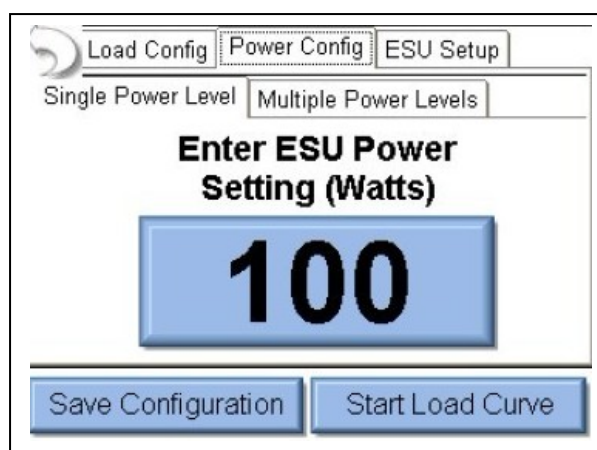 Load Config Power Config ESU Setup
Single Power Level Multiple Power Levels
Enter ESU Power
Setting (Watts)
100
Save Configuration Start Load Curve